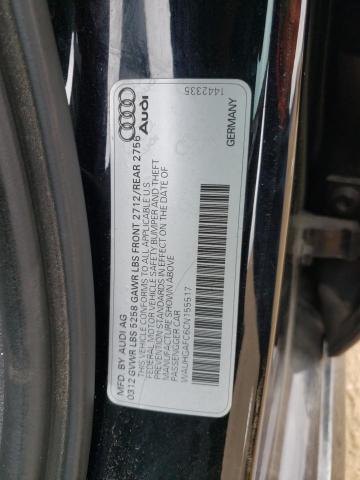 1442335
Audi
GERMANY
MFD. BY AUDI AG
0312 GVWR LBS 5258 GAWR LBS FRONT 2712/REAR 2756
THIS VEHICLE CONFORMS TO ALL APPLICABLE U.S.
FEDERAL MOTOR VEHICLE SAFETY BUMPER AND THEFT
PREVENTION STANDARDS IN EFFECT ON THE DATE OF
MANUFACTURE SHOWN ABOVE.
PASSENGER CAR
WAUHGAFC6CN155517